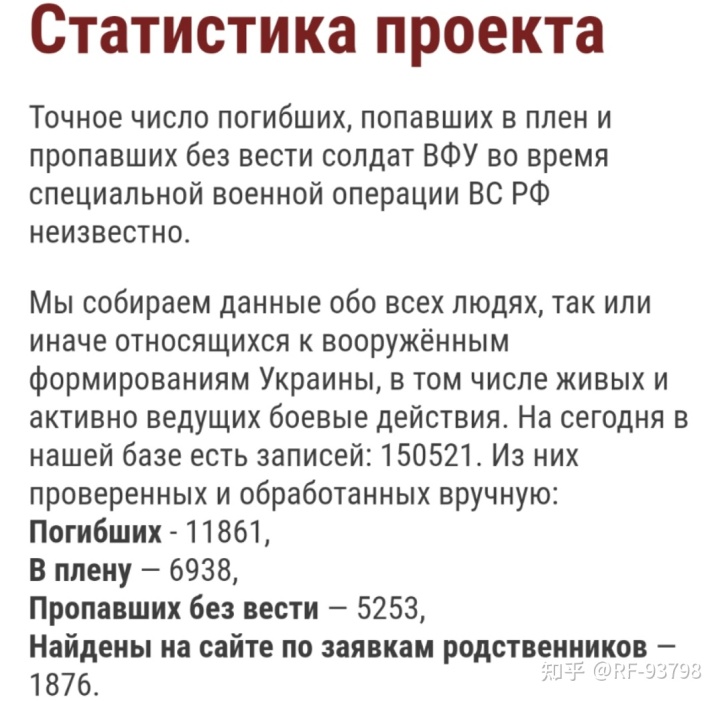 Статистика проекта
Точное число погибших, попавших в плен и
пропавших без вести солдат ВФУ во время
специальной военной операции ВС РФ
неизвестно.
Мы собираем данные обо всех людях, так или
иначе относящихся к вооружённым
формированиям Украины, в том числе живых и
активно ведущих боевые действия. На сегодня в
нашей базе есть записей: 150521. Из них
проверенных и обработанных вручную:
Погибших - 11861,
В плену — 6938,
Пропавших без вести — 5253,
Найдены на сайте по заявкам родственников —
1876.
知乎 @RF-93798